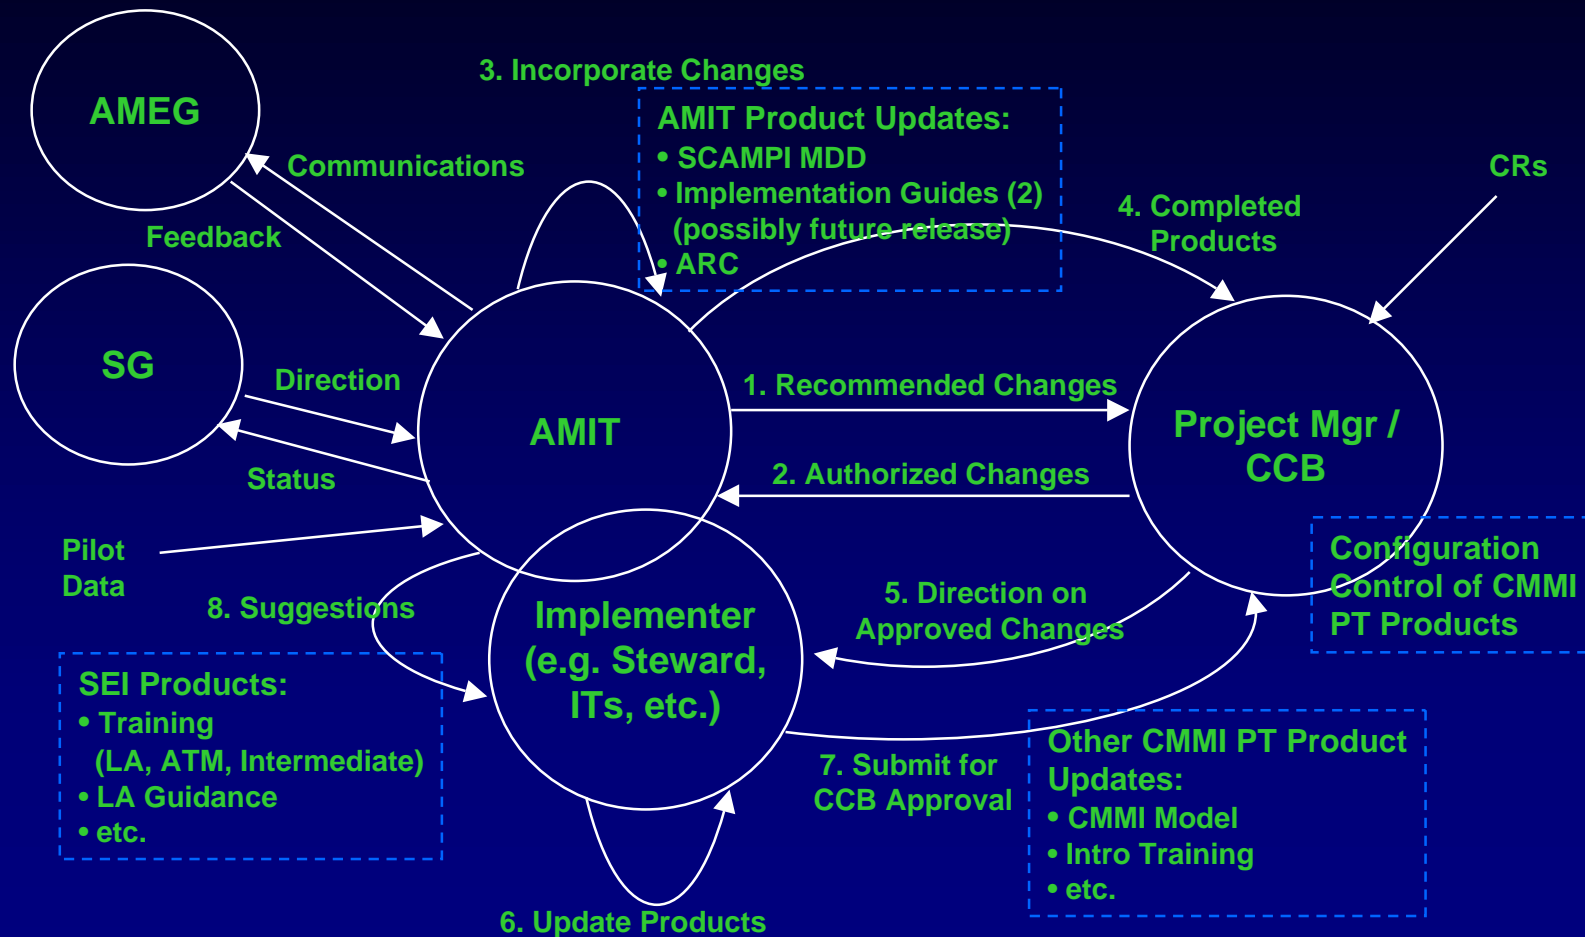 AMEG
3. Incorporate Changes
AMIT Product Updates:
• SCAMPI MDD
• Implementation Guides (2)
(possibly future release)
• ARC
Communications
Feedback
CRs
4. Completed
Products
SG
Direction
Status
AMIT
1. Recommended Changes
2. Authorized Changes
Project Mgr /
CCB
Pilot
Data
Configuration
Control of CMMI
PT Products
8. Suggestions
Implementer
(e.g. Steward,
ITs, etc.)
5. Direction on
Approved Changes
SEI Products:
• Training
(LA, ATM, Intermediate)
• LA Guidance
• etc.
7. Submit for
CCB Approval
Other CMMI PT Product
Updates:
• CMMI Model
• Intro Training
• etc.
6. Update Products